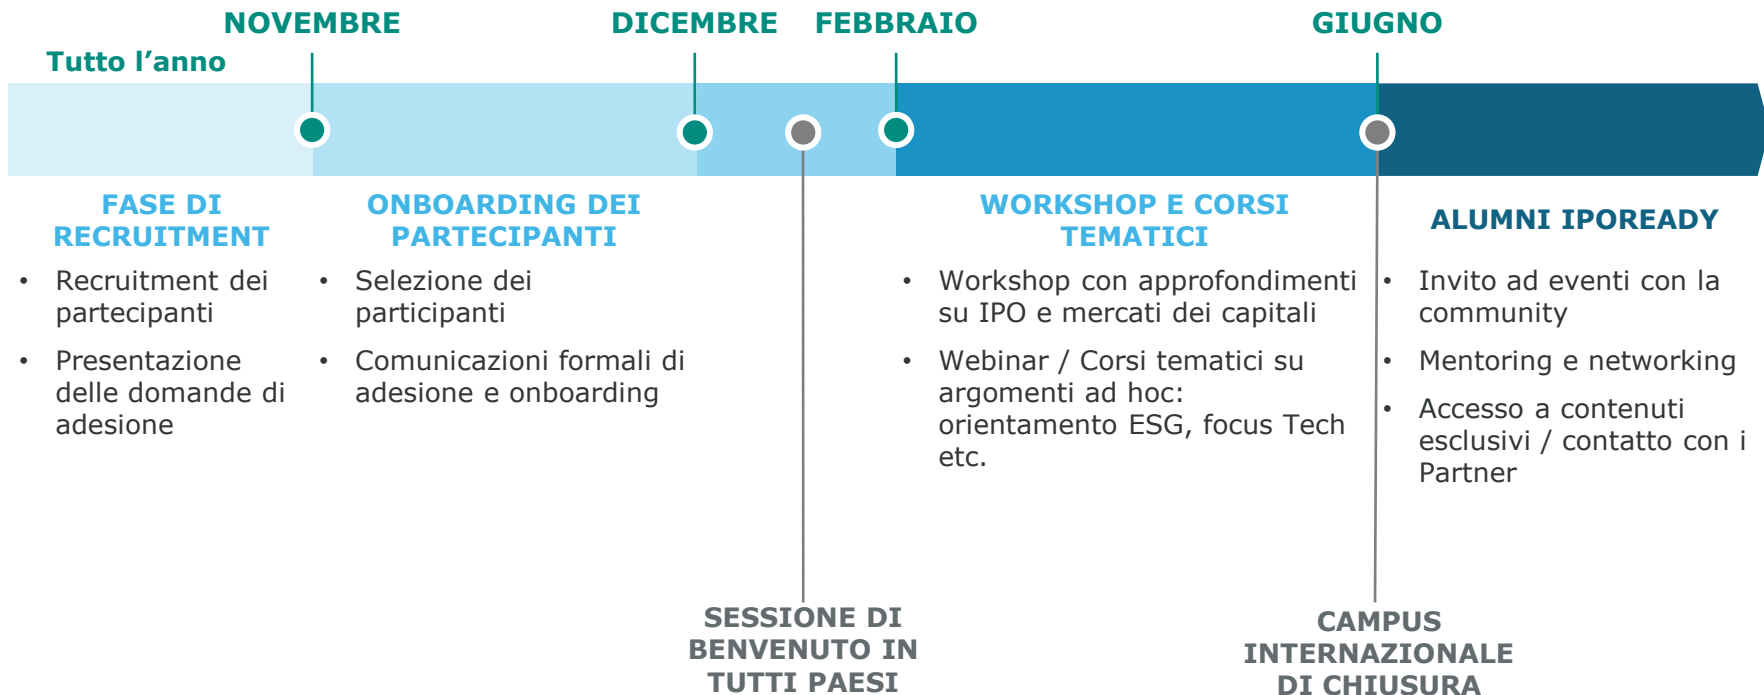 NOVEMBRE
DICEMBRE
FEBBRAIO
GIUGNO
Tutto l’anno
FASE DI
RECRUITMENT
• Recruitment dei
partecipanti
• Presentazione
delle domande di
adesione
ONBOARDING DEI
PARTECIPANTI
• Selezione dei
participanti
• Comunicazioni formali di
adesione e onboarding
WORKSHOP E CORSI
TEMATICI
• Workshop con approfondimenti
su IPO e mercati dei capitali
• Webinar / Corsi tematici su
argomenti ad hoc:
orientamento ESG, focus Tech
etc.
ALUMNI IPOREADY
• Invito ad eventi con la
community
• Mentoring e networking
• Accesso a contenuti
esclusivi / contatto con i
Partner
SESSIONE DI
BENVENUTO IN
TUTTI PAESI
CAMPUS
INTERNAZIONALE
DI CHIUSURA